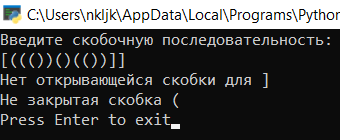 C:\Users\nkljk\AppData\Local\Programs\Python
Введите скобочную последовательность:
[((())()(())]]
Нет открывающейся скобки для ]
Не закрытая скобка (
Press Enter to exit